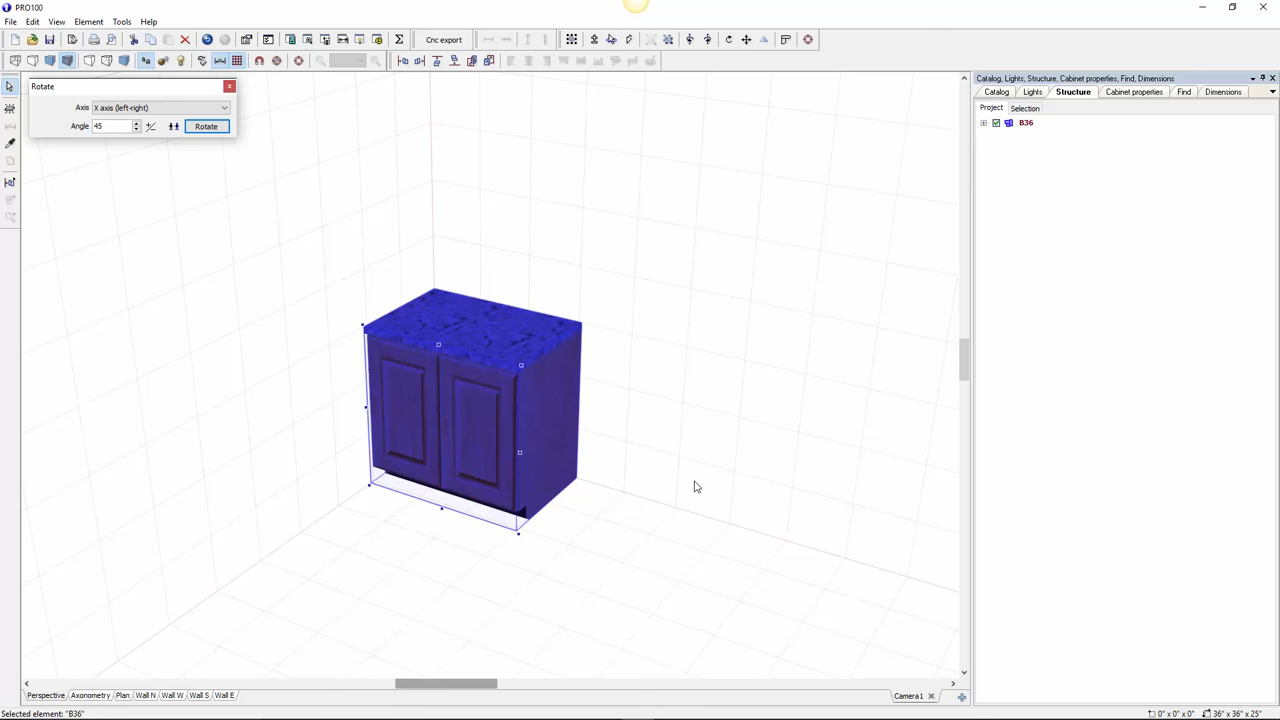 PRO100
File Edit View Element Tools Help
Cnc export
Rotate
Axis X axis (left-right)
Angle 45 Rotate
Catalog, Lights, Structure, Cabinet properties, Find, Dimensions
Catalog Lights Structure Cabinet properties Find Dimensions
Project Selection
B36
Perspective Axonometry Plan Wall N Wall W Wall S Wall E
Camera1
Selected element: "B36"
0" x 0" x 0" 36" x 36" x 25"